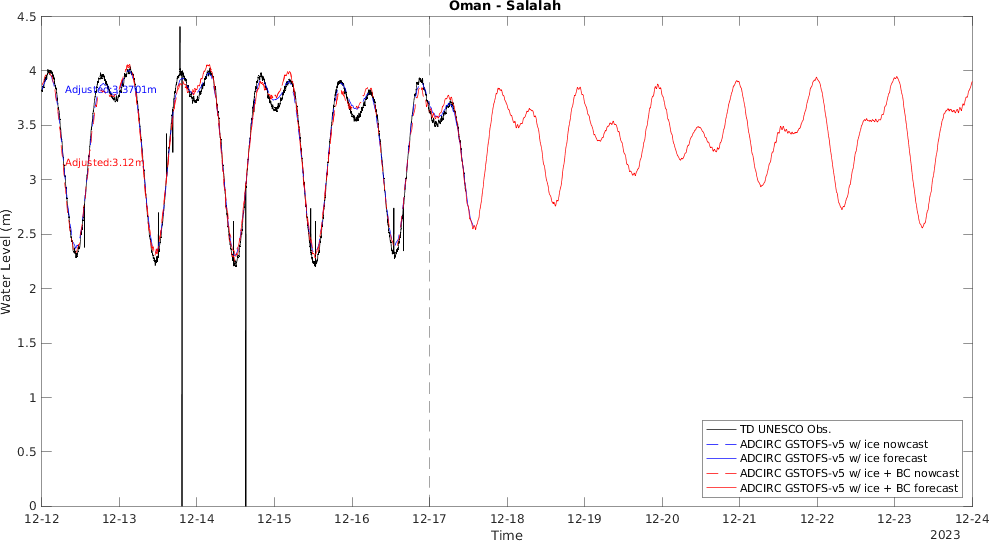 Oman - Salalah
4.5
4
3.5
3
2.5
2
1.5
1
0.5
0
Water Level (m)
Adjusted:3.3701m
Adjusted:3.12m
TD UNESCO Obs.
ADCIRC GSTOFS-v5 w/ ice nowcast
ADCIRC GSTOFS-v5 w/ ice forecast
ADCIRC GSTOFS-v5 w/ ice + BC nowcast
ADCIRC GSTOFS-v5 w/ ice + BC forecast
12-12 12-13 12-14 12-15 12-16 12-17 12-18 12-19 12-20 12-21 12-22 12-23 12-24
Time
2023